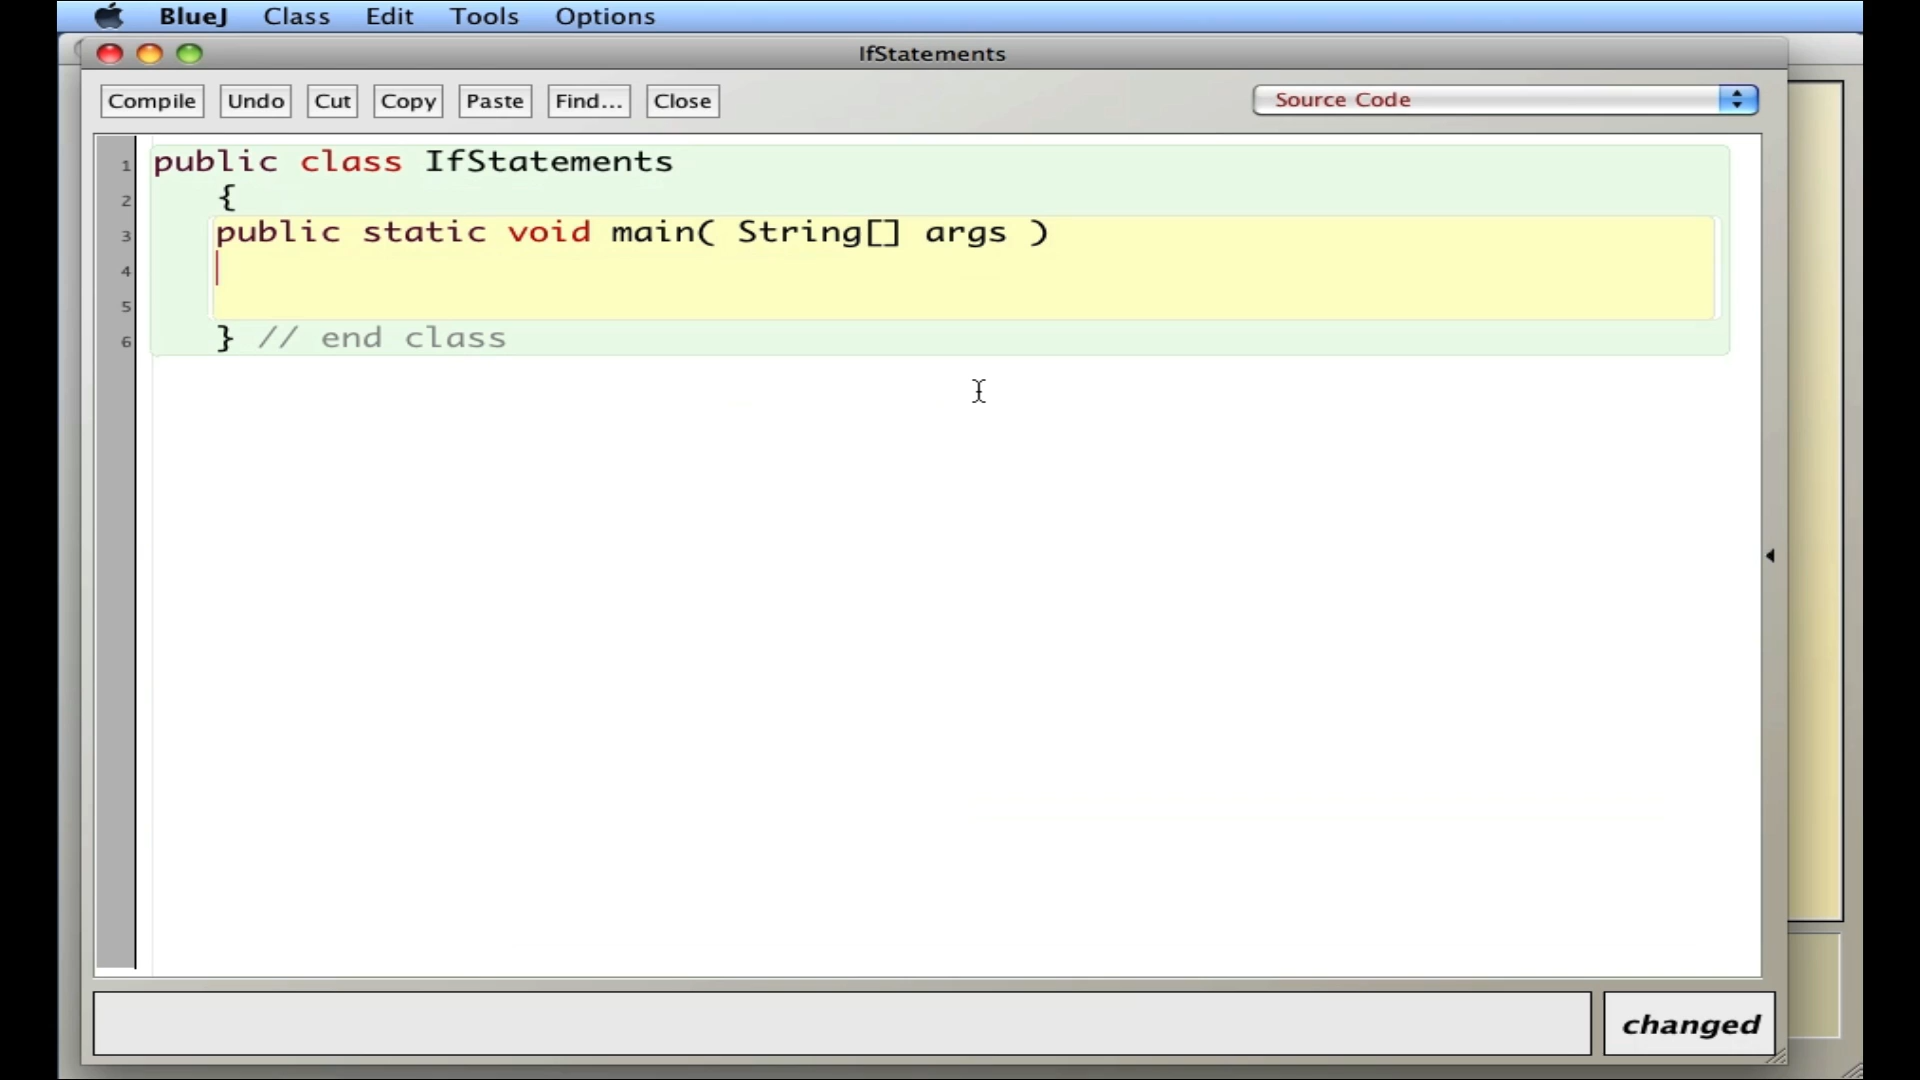 BlueJ Class Edit Tools Options
IfStatements
Compile Undo Cut Copy Paste Find... Close Source Code
1 public class IfStatements
2 {
3 public static void main( String[] args )
4
5
6 } // end class
changed